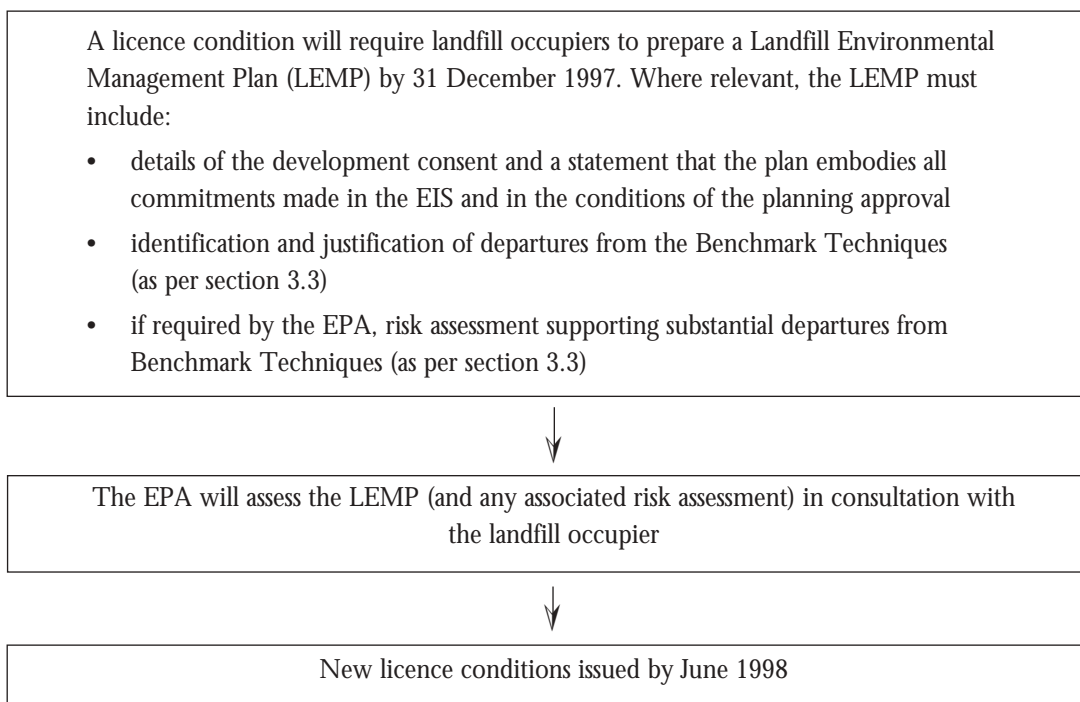 A licence condition will require landfill occupiers to prepare a Landfill Environmental
Management Plan (LEMP) by 31 December 1997. Where relevant, the LEMP must
include:
• details of the development consent and a statement that the plan embodies all
commitments made in the EIS and in the conditions of the planning approval
• identification and justification of departures from the Benchmark Techniques
(as per section 3.3)
• if required by the EPA, risk assessment supporting substantial departures from
Benchmark Techniques (as per section 3.3)
The EPA will assess the LEMP (and any associated risk assessment) in consultation with
the landfill occupier
New licence conditions issued by June 1998